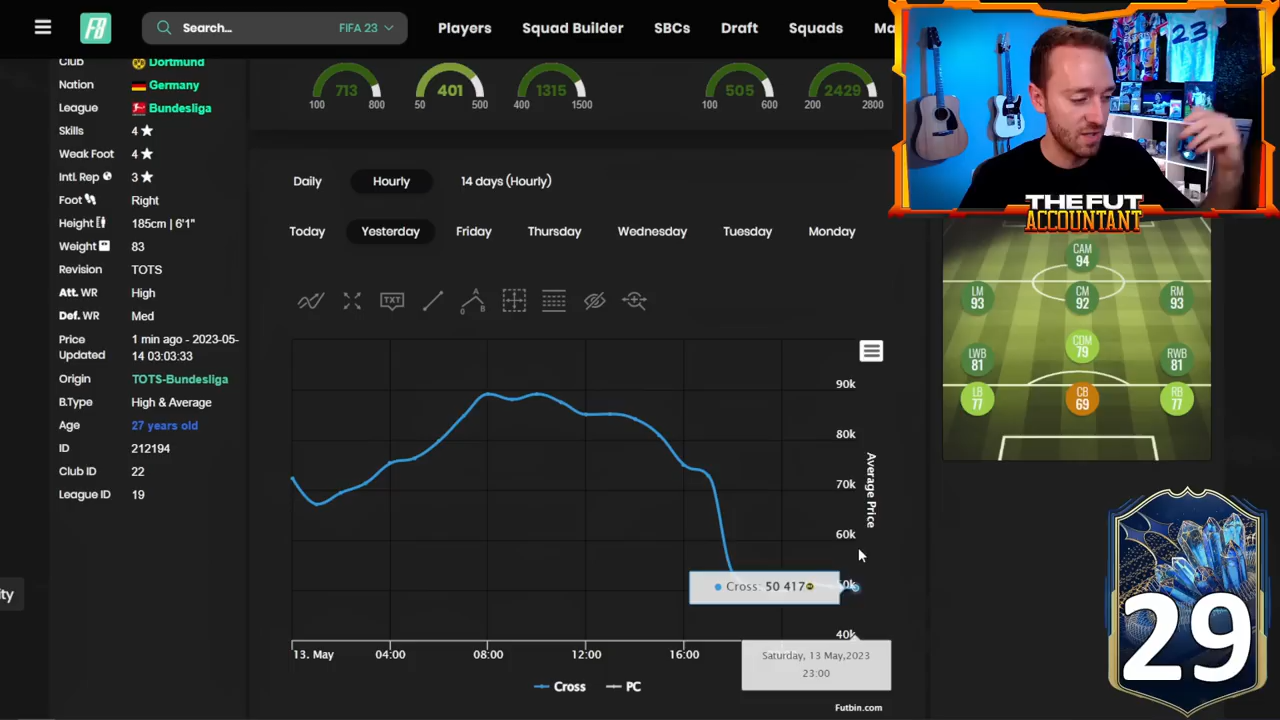 FB
Search...
FIFA 23
Players
Squad Builder
SBCs
Draft
Squads
Ma
23
Club
Dortmund
Nation
Germany
League
Bundesliga
Skills
4
Weak Foot
4
Intl. Rep
3
Foot
Right
Height
185cm | 6'1"
Weight
83
Revision
TOTS
Att. WR
High
Def. WR
Med
Price Updated
1 min ago - 2023-05-14 03:03:33
Origin
TOTS-Bundesliga
B.Type
High & Average
Age
27 years old
ID
212194
Club ID
22
League ID
19
ity
713
100 800
401
50 500
1315
400 1500
505
100 600
2429
200 2800
Daily
Hourly
14 days (Hourly)
Today
Yesterday
Friday
Thursday
Wednesday
Tuesday
Monday
TXT
A
0 B
90k
80k
70k
60k
0k
40k
Average Price
Cross: 50 417
13. May
04:00
08:00
12:00
16:00
Saturday, 13 May,2023
23:00
Cross
PC
Futbin.com
THE FUT
ACCOUNTANT
CAM
94
LM
93
CM
92
RM
93
CDM
79
LWB
81
RWB
81
LB
77
CB
69
RB
77
29